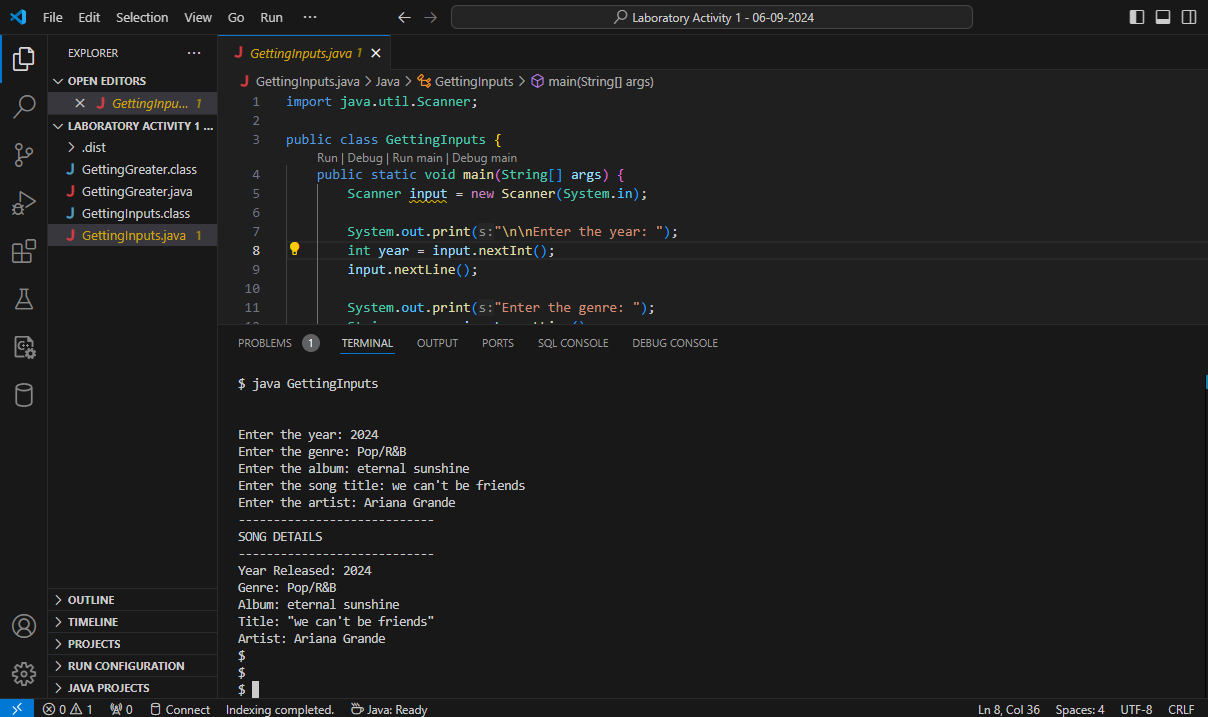 File Edit Selection View Go Run ··· Laboratory Activity 1 - 06-09-2024
EXPLORER ···
OPEN EDITORS
GettingInpu... 1
LABORATORY ACTIVITY 1 ...
.dist
GettingGreater.class
GettingGreater.java
GettingInputs.class
GettingInputs.java 1
OUTLINE
TIMELINE
PROJECTS
RUN CONFIGURATION
JAVA PROJECTS
GettingInputs.java 1
GettingInputs.java > Java > GettingInputs > main(String[] args)
1 import java.util.Scanner;
2
3 public class GettingInputs {
Run | Debug | Run main | Debug main
4 public static void main(String[] args) {
5 Scanner input = new Scanner(System.in);
6
7 System.out.print(s:"\n\nEnter the year: ");
8 int year = input.nextInt();
9 input.nextLine();
10
11 System.out.print(s:"Enter the genre: ");
PROBLEMS 1 TERMINAL OUTPUT PORTS SQL CONSOLE DEBUG CONSOLE
$ java GettingInputs
Enter the year: 2024
Enter the genre: Pop/R&B
Enter the album: eternal sunshine
Enter the song title: we can't be friends
Enter the artist: Ariana Grande
----------------------------
SONG DETAILS
----------------------------
Year Released: 2024
Genre: Pop/R&B
Album: eternal sunshine
Title: "we can't be friends"
Artist: Ariana Grande
$
$
$
0 1 0 Connect Indexing completed. Java: Ready Ln 8, Col 36 Spaces: 4 UTF-8 CRLF